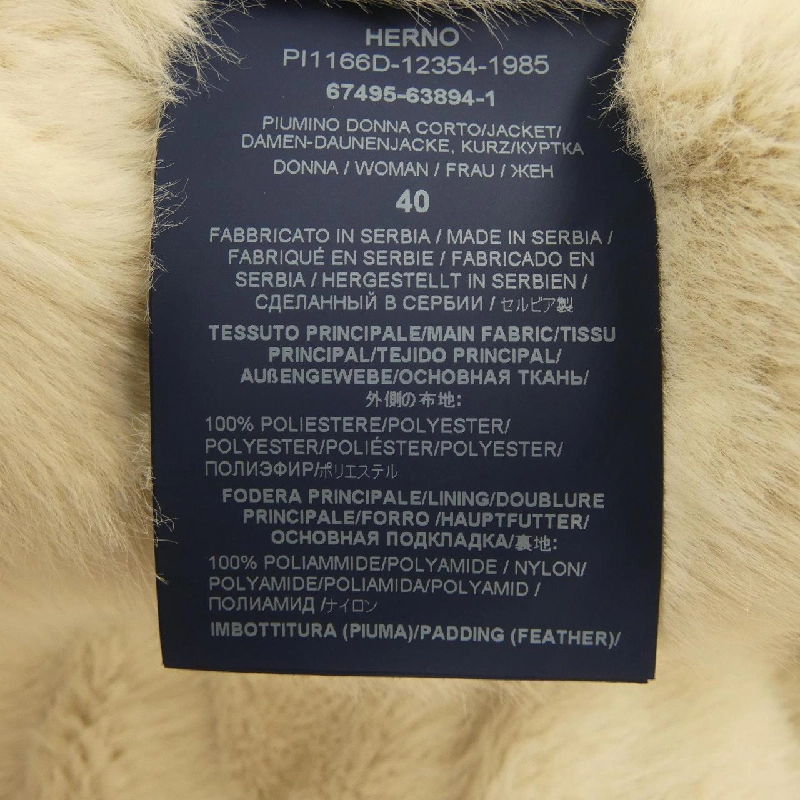 HERNO
PI1166D-12354-1985
67495-63894-1
PIUMINO DONNA CORTO/JACKET/
DAMEN-DAUNENJACKE, KURZ/КУРТКА
DONNA / WOMAN / FRAU / ЖЕН
40
FABBRICATO IN SERBIA / MADE IN SERBIA /
FABRIQUÉ EN SERBIE / FABRICADO EN
SERBIA / HERGESTELLT IN SERBIEN /
СДЕЛАННЫЙ В СЕРБИИ / セルビア製
TESSUTO PRINCIPALE/MAIN FABRIC/TISSU
PRINCIPAL/TEJIDO PRINCIPAL/
AUßENGEWEBE/ОСНОВНАЯ ТКАНЬ/
外側の布地:
100% POLIESTERE/POLYESTER/
POLYESTER/POLIÉSTER/POLYESTER/
ПОЛИЭФИР/ポリエステル
FODERA PRINCIPALE/LINING/DOUBLURE
PRINCIPALE/FORRO /HAUPTFUTTER/
ОСНОВНАЯ ПОДКЛАДКА/裏地:
100% POLIAMMIDE/POLYAMIDE / NYLON/
POLYAMIDE/POLIAMIDA/POLYAMID /
ПОЛИАМИД /ナイロン
IMBOTTITURA (PIUMA)/PADDING (FEATHER)/